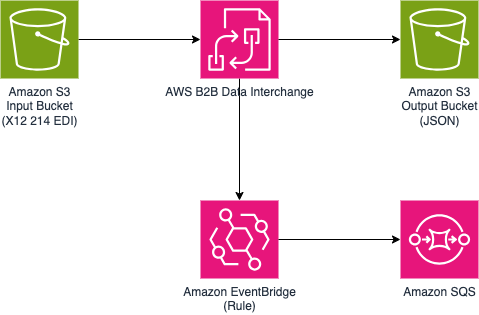 Amazon S3
Input Bucket
(X12 214 EDI)
AWS B2B Data Interchange
Amazon S3
Output Bucket
(JSON)
Amazon EventBridge
(Rule)
Amazon SQS